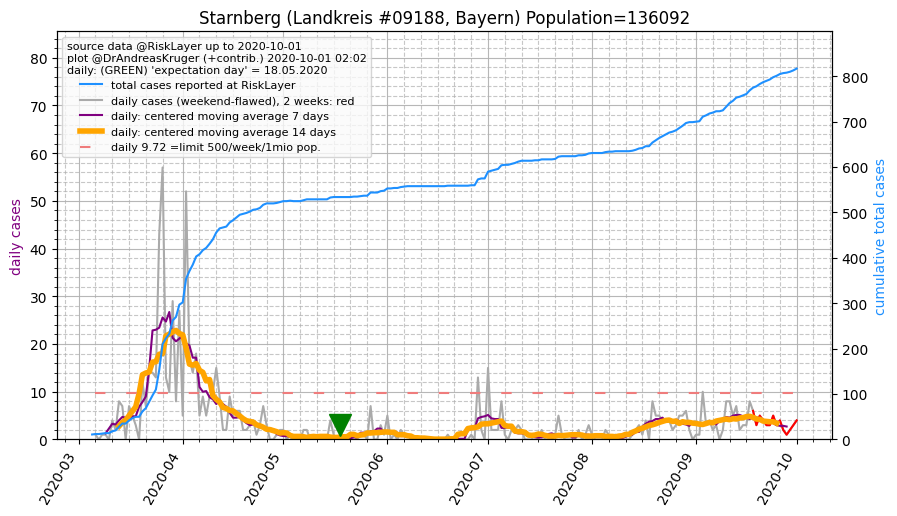 Starnberg (Landkreis #09188, Bayern) Population=136092
source data @RiskLayer up to 2020-10-01
plot @DrAndreasKruger (+contrib.) 2020-10-01 02:02
daily: (GREEN) 'expectation day' = 18.05.2020
total cases reported at RiskLayer
daily cases (weekend-flawed), 2 weeks: red
daily: centered moving average 7 days
daily: centered moving average 14 days
daily 9.72 =limit 500/week/1mio pop.
daily cases
80
70
60
50
40
30
20
10
0
cumulative total cases
800
700
600
500
400
300
200
100
0
2020-03
2020-04
2020-05
2020-06
2020-07
2020-08
2020-09
2020-10